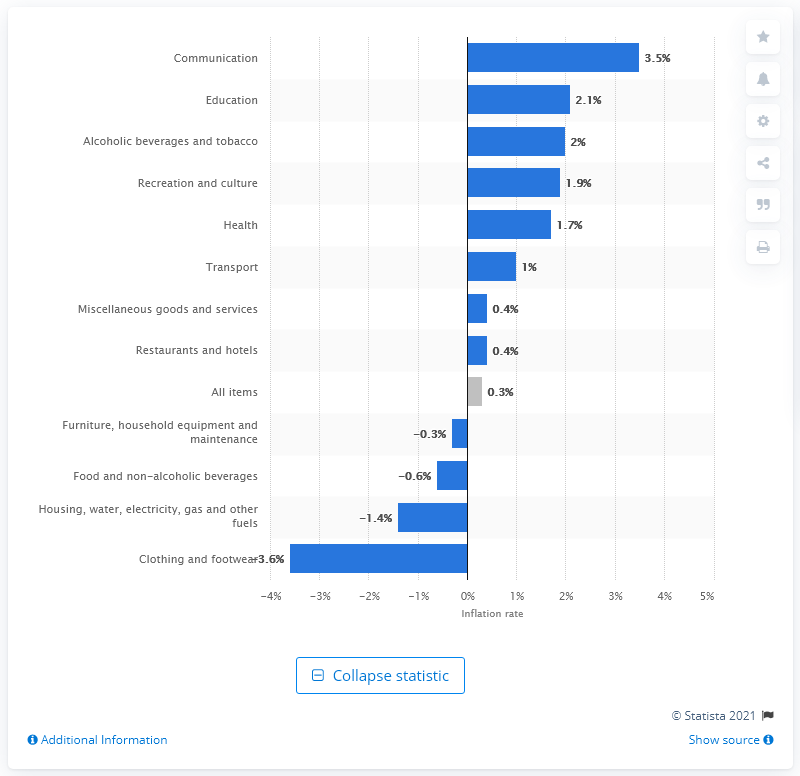 Communication 3.5%
Education 2.1%
Alcoholic beverages and tobacco 2%
Recreation and culture 1.9%
Health 1.7%
Transport 1%
Miscellaneous goods and services 0.4%
Restaurants and hotels 0.4%
All items 0.3%
Furniture, household equipment and
maintenance
-0.3%
Food and non-alcoholic beverages -0.6%
Housing, water, electricity, gas and other
fuels
-1.4%
Clothing and footwear -3.6%
-4% -3% -2% -1% 0% 1% 2% 3% 4% 5%
Inflation rate
Collapse statistic
© Statista 2021
Additional Information Show source